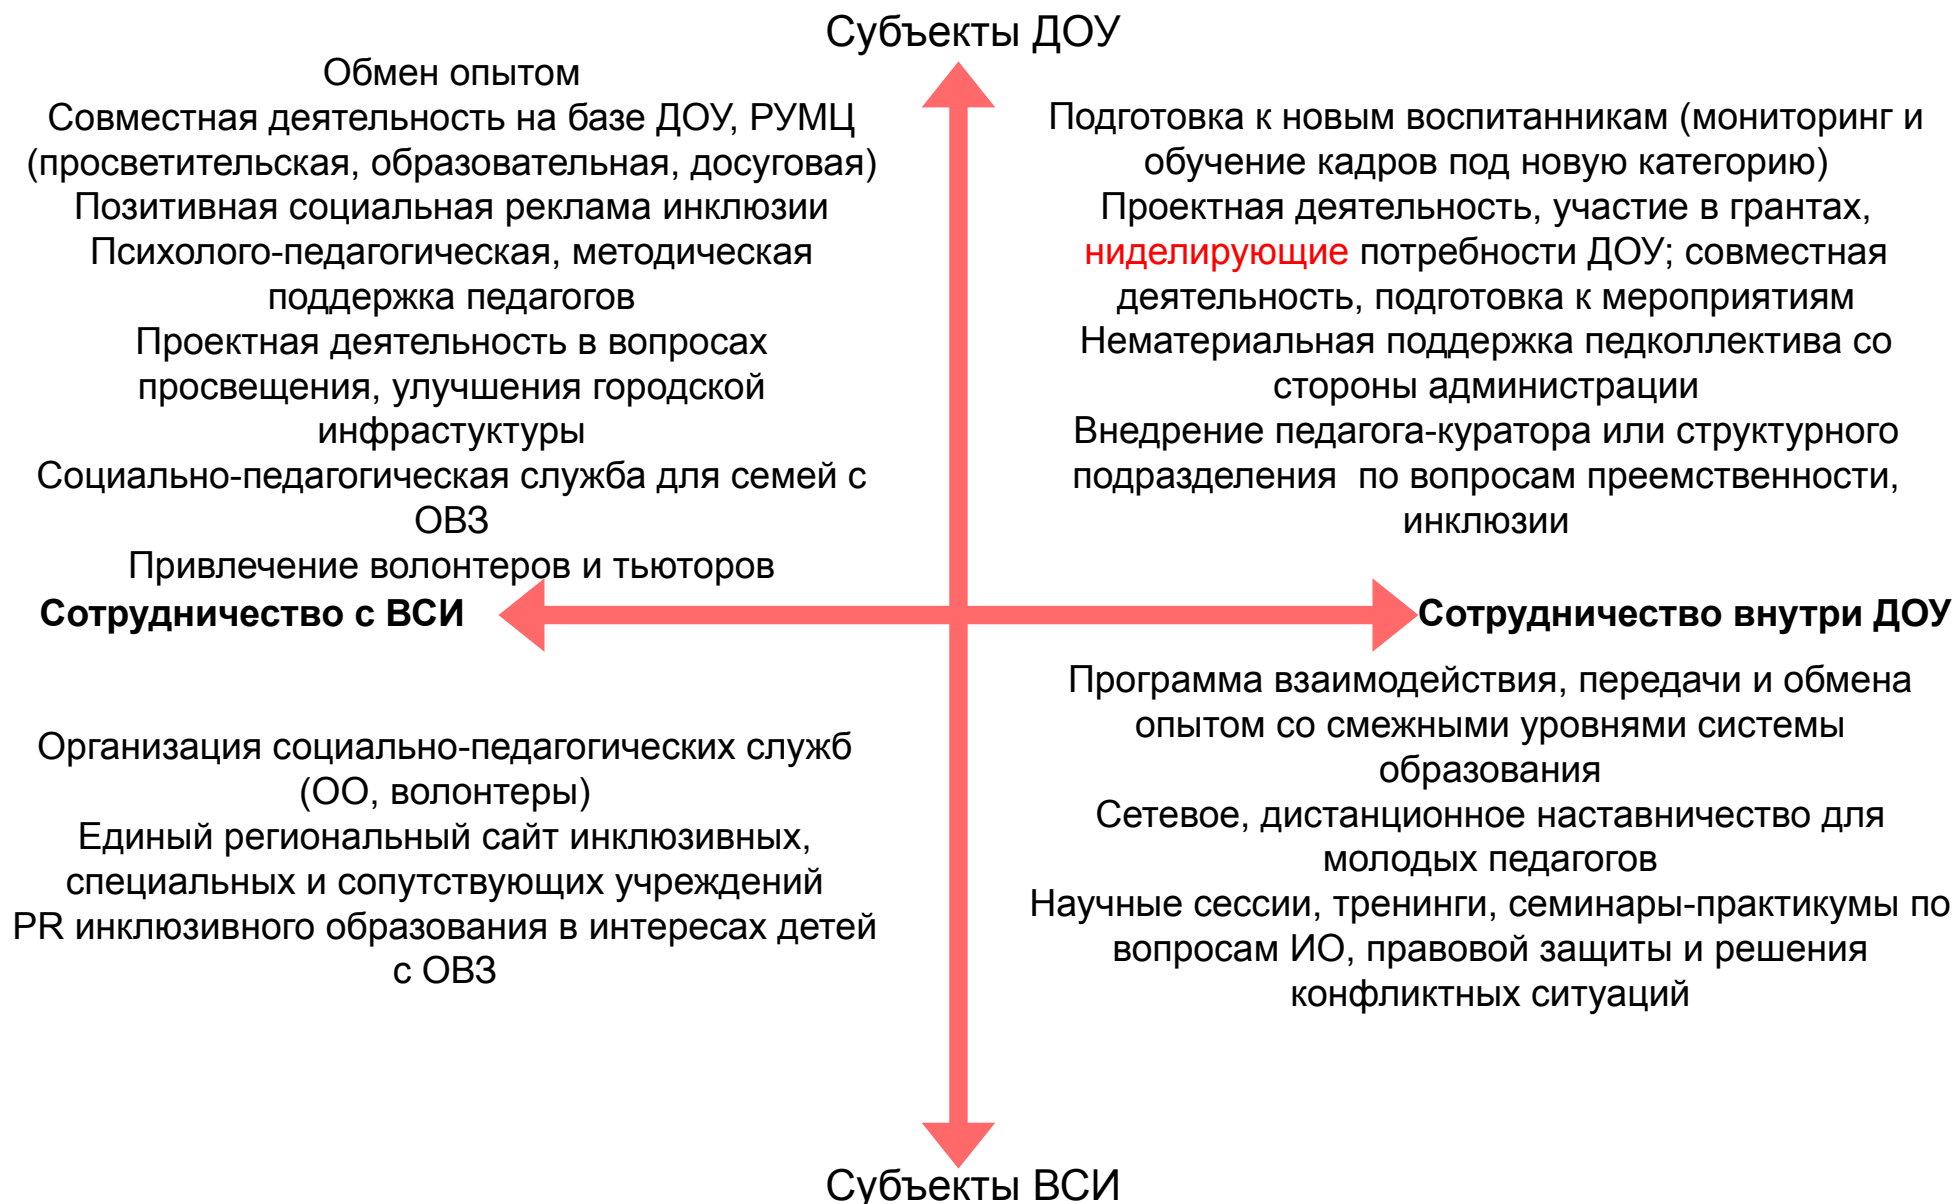 Субъекты ДОУ
Обмен опытом
Совместная деятельность на базе ДОУ, РУМЦ
(просветительская, образовательная, досуговая)
Позитивная социальная реклама инклюзии
Психолого-педагогическая, методическая
поддержка педагогов
Проектная деятельность в вопросах
просвещения, улучшения городской
инфрастуктуры
Социально-педагогическая служба для семей с
ОВЗ
Привлечение волонтеров и тьюторов
Подготовка к новым воспитанникам (мониторинг и
обучение кадров под новую категорию)
Проектная деятельность, участие в грантах,
ниделирующие потребности ДОУ; совместная
деятельность, подготовка к мероприятиям
Нематериальная поддержка педколлектива со
стороны администрации
Внедрение педагога-куратора или структурного
подразделения  по вопросам преемственности,
инклюзии
Сотрудничество с ВСИ
Сотрудничество внутри ДОУ
Организация социально-педагогических служб
(ОО, волонтеры)
Единый региональный сайт инклюзивных,
специальных и сопутствующих учреждений
PR инклюзивного образования в интересах детей
с ОВЗ
Программа взаимодействия, передачи и обмена
опытом со смежными уровнями системы
образования
Сетевое, дистанционное наставничество для
молодых педагогов
Научные сессии, тренинги, семинары-практикумы по
вопросам ИО, правовой защиты и решения
конфликтных ситуаций
Субъекты ВСИ